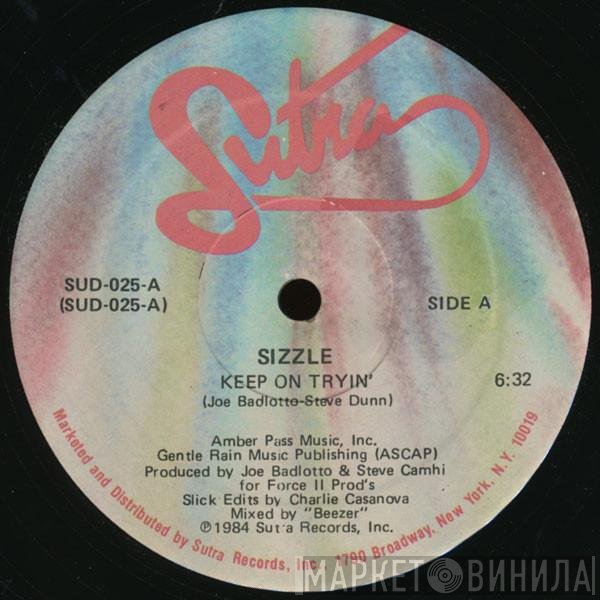 Sutra
SUD-025-A
(SUD-025-A)
SIDE A
SIZZLE
KEEP ON TRYIN'
6:32
(Joe Badlotto-Steve Dunn)
Amber Pass Music, Inc.
Gentle Rain Music Publishing (ASCAP)
Produced by Joe Badlotto & Steve Camhi
for Force II Prod's
Slick Edits by Charlie Casanova
Mixed by "Beezer"
℗1984 Sutra Records, Inc.
Marketed and Distributed by Sutra Records, Inc., 1790 Broadway, New York, N.Y. 10019
МАРКЕТ ВИНИЛА